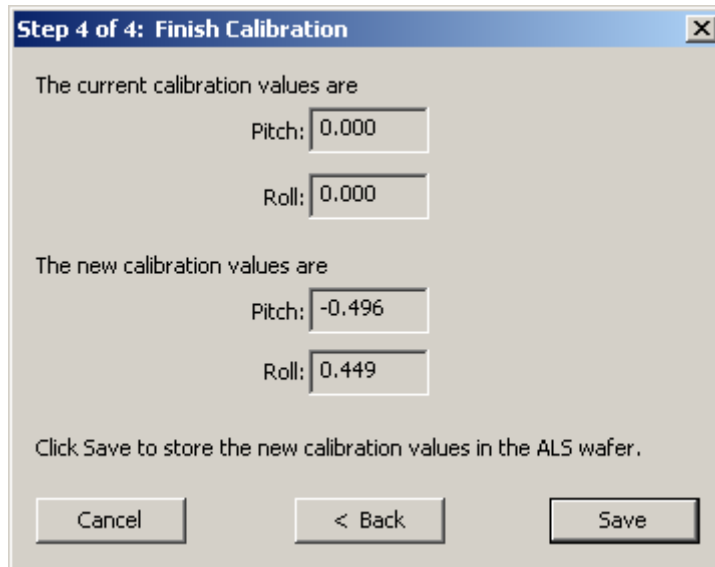 Step 4 of 4: Finish Calibration
The current calibration values are
Pitch: 0.000
Roll: 0.000
The new calibration values are
Pitch: -0.496
Roll: 0.449
Click Save to store the new calibration values in the ALS wafer.
Cancel < Back Save